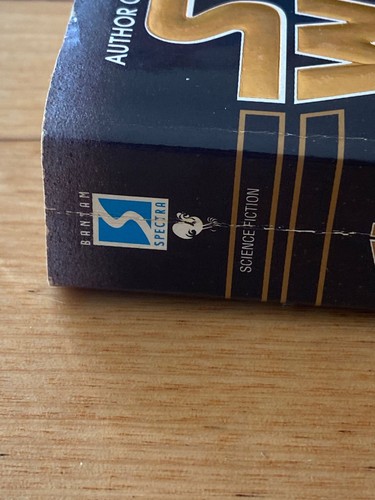 AUTHOR O
S
W
BANTAM
S
SPECTRA
SCIENCE FICTION